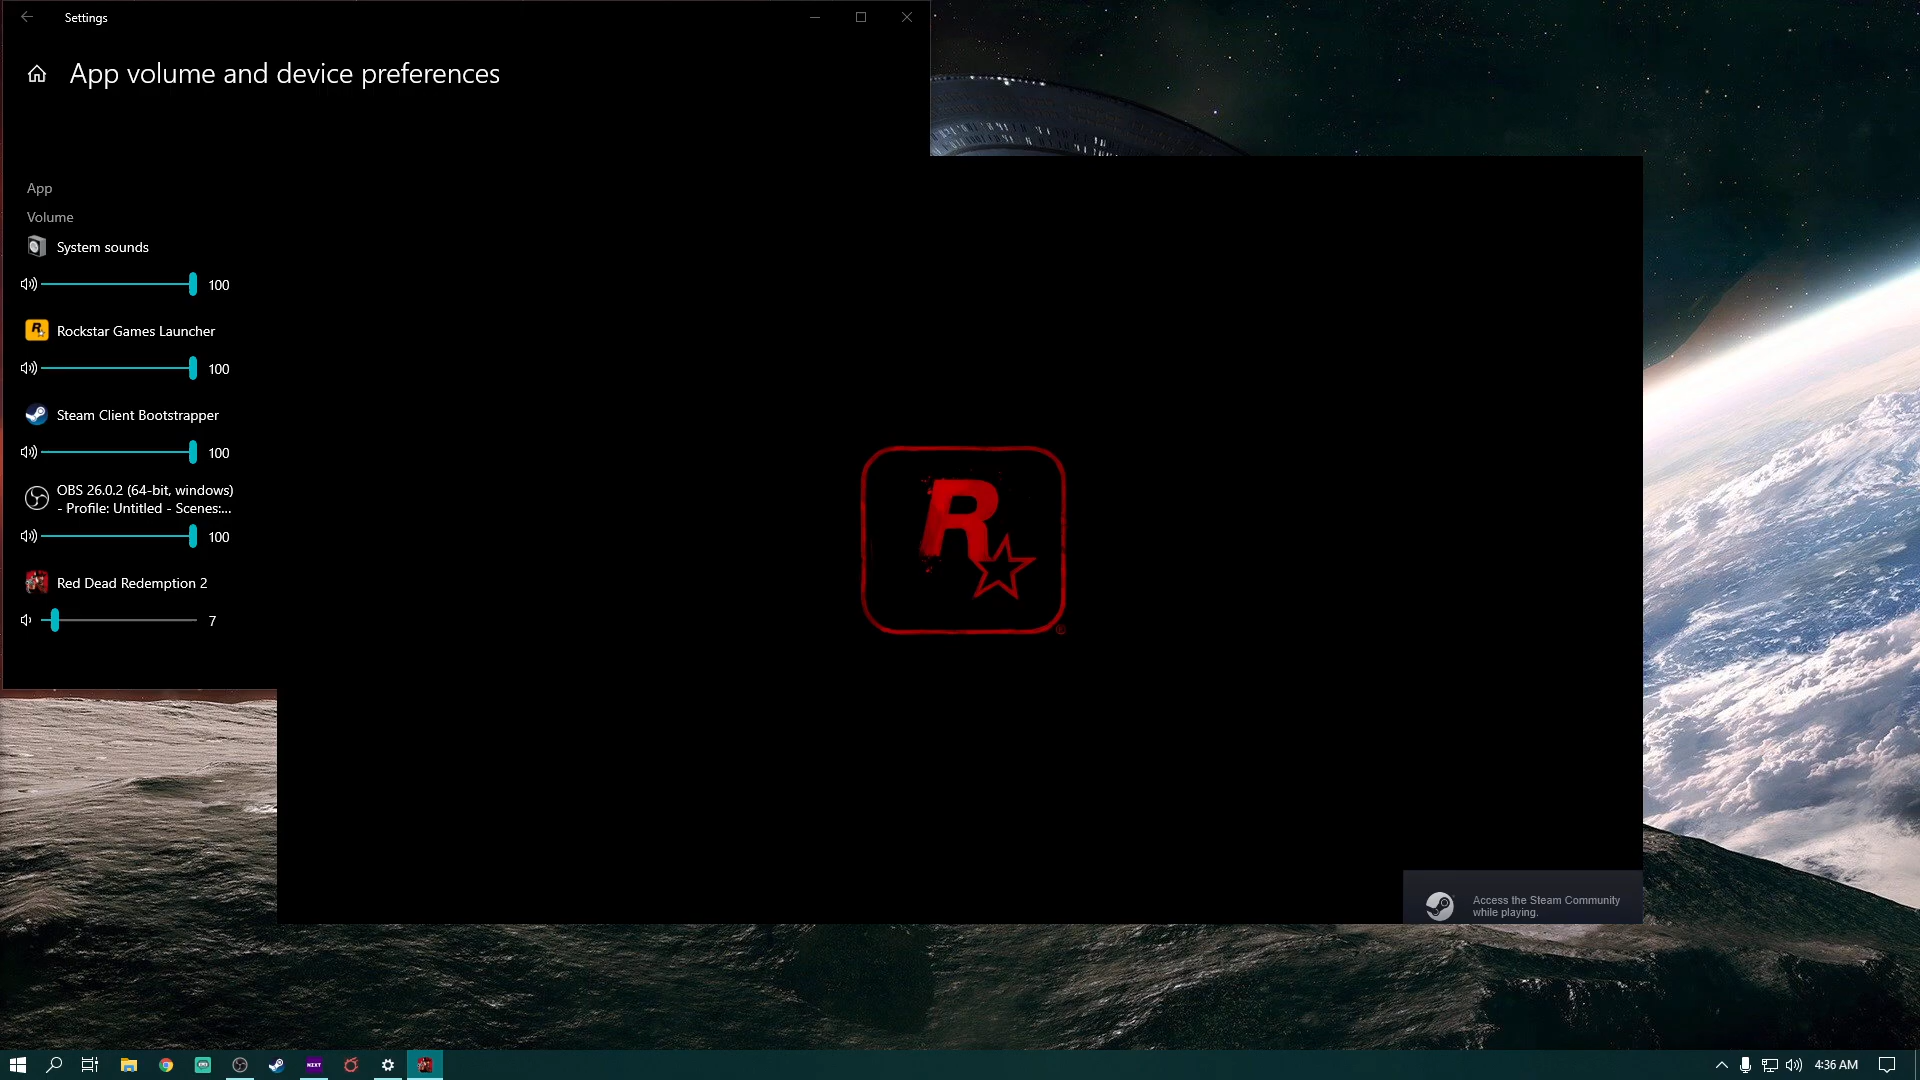 Settings
App volume and device preferences
App
Volume
System sounds
100
R
Rockstar Games Launcher
100
Steam Client Bootstrapper
100
OBS 26.0.2 (64-bit, windows)
- Profile: Untitled - Scenes:...
100
Red Dead Redemption 2
7
R
®
Access the Steam Community
while playing.
NZXT
4:36 AM